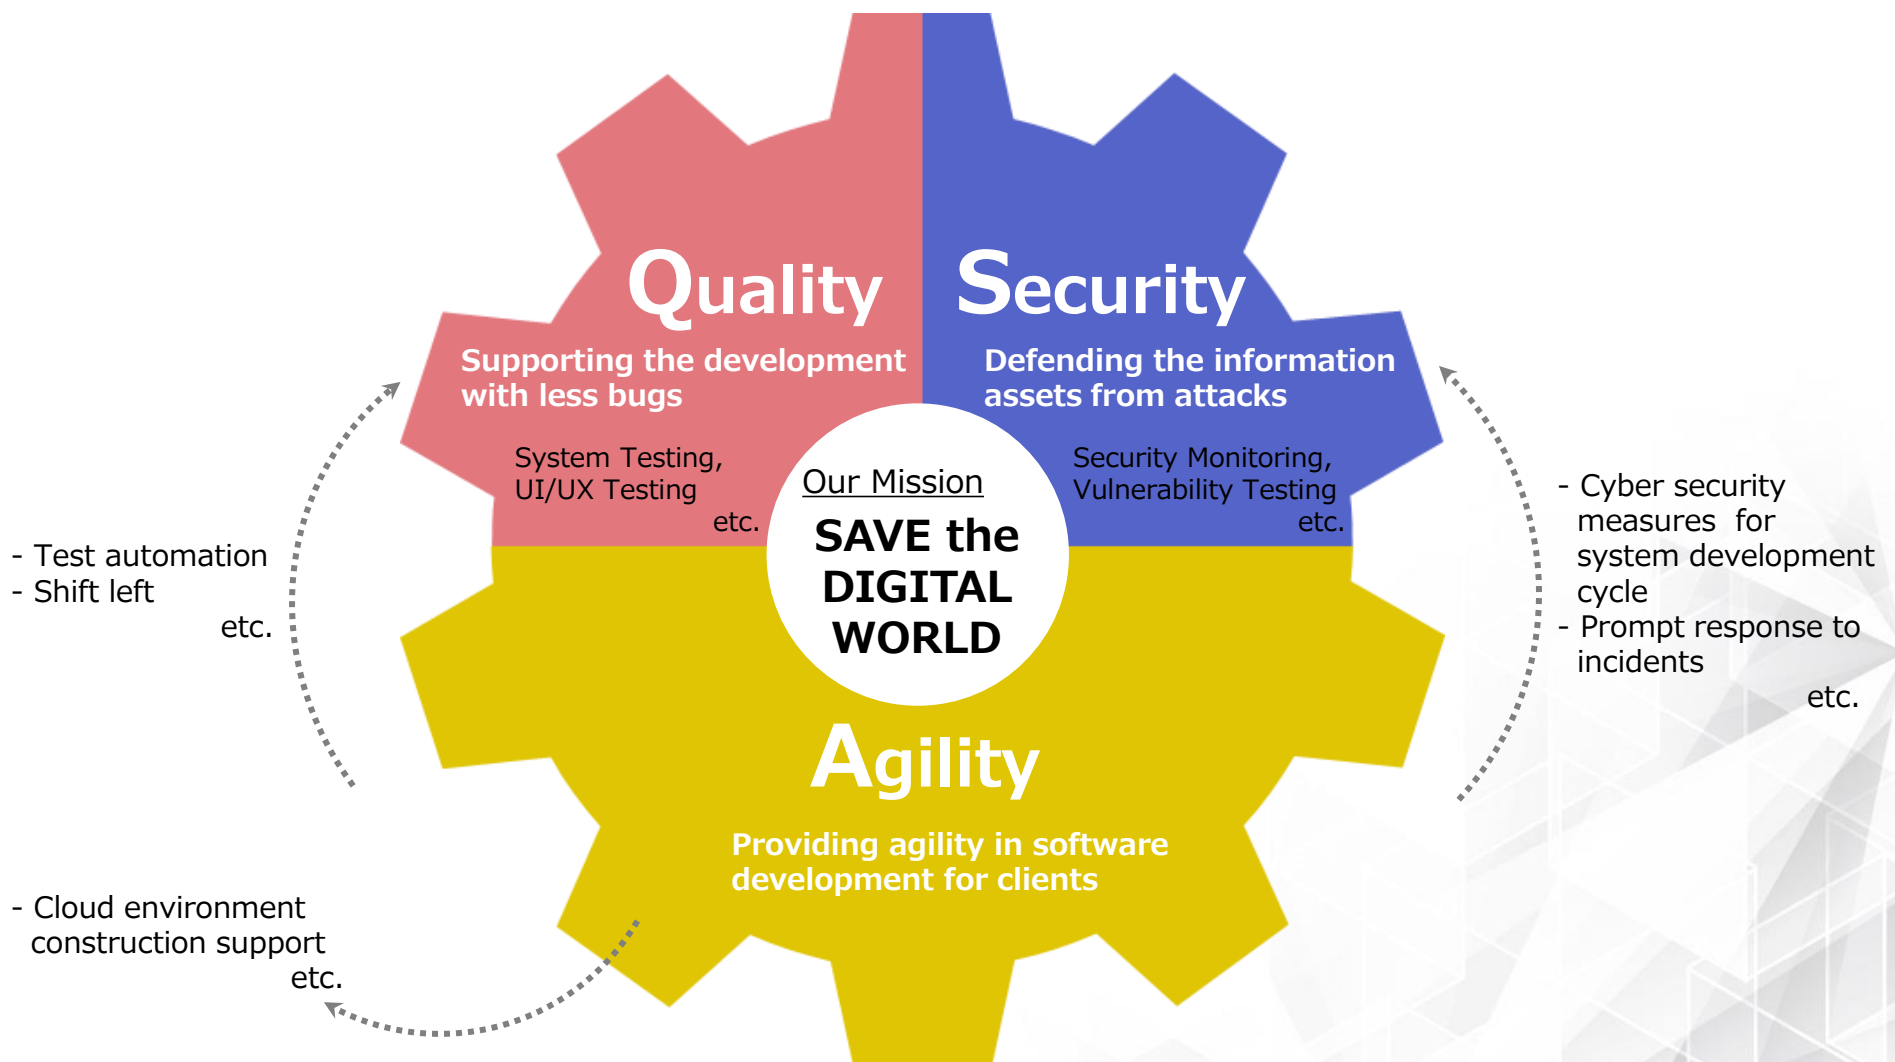 Quality
Supporting the development
with less bugs
System Testing,
UI/UX Testing
etc.
Security
Defending the information
assets from attacks
Security Monitoring,
Vulnerability Testing
etc.
Our Mission
SAVE the
DIGITAL
WORLD
Agility
Providing agility in software
development for clients
- Test automation
- Shift left
etc.
- Cloud environment
construction support
etc.
- Cyber security
measures for
system development
cycle
- Prompt response to
incidents
etc.